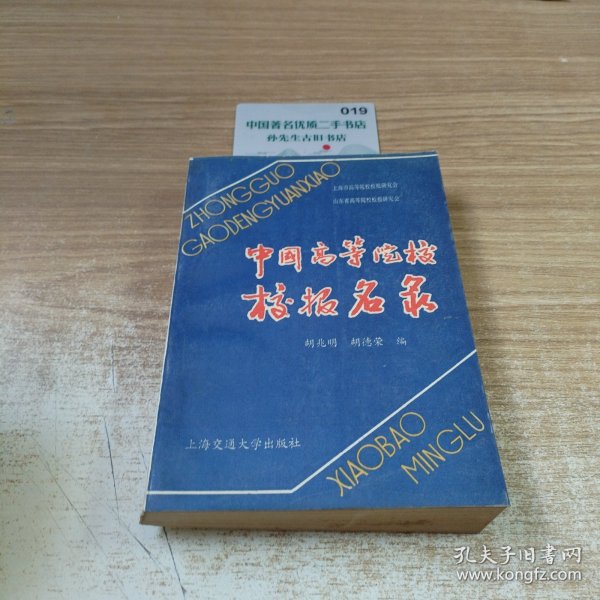 019
中国著名优质二手书店
孙先生古旧书店
ZHONGGUO
GAODENGYUANXIAO
上海市高等院校校报研究会
山东省高等院校校报研究会
中国高等院校
校报名录
胡兆明 胡德荣 编
上海交通大学出版社
XIAOBAO
MINGLU
孔夫子旧书网
www.kongfz.com